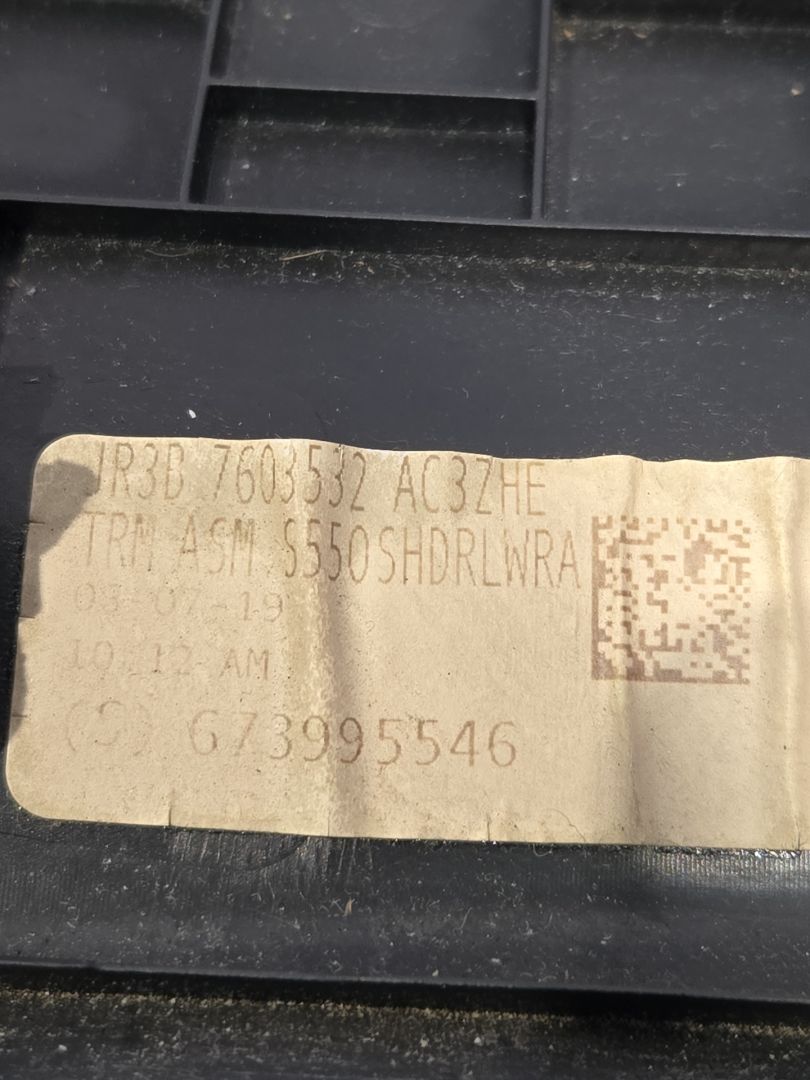 JR3B 7603532 AC3ZHE
TRM ASM S550SHDRLWRA
03-07-19
10:12 AM
(S) 673995546